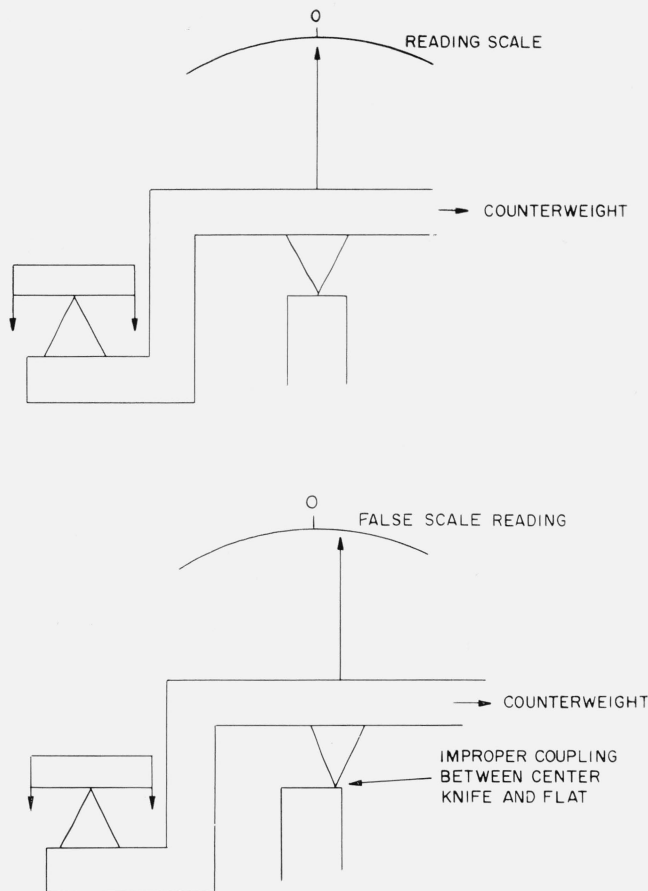 O
READING SCALE
COUNTERWEIGHT
O
FALSE SCALE READING
COUNTERWEIGHT
IMPROPER COUPLING
BETWEEN CENTER
KNIFE AND FLAT